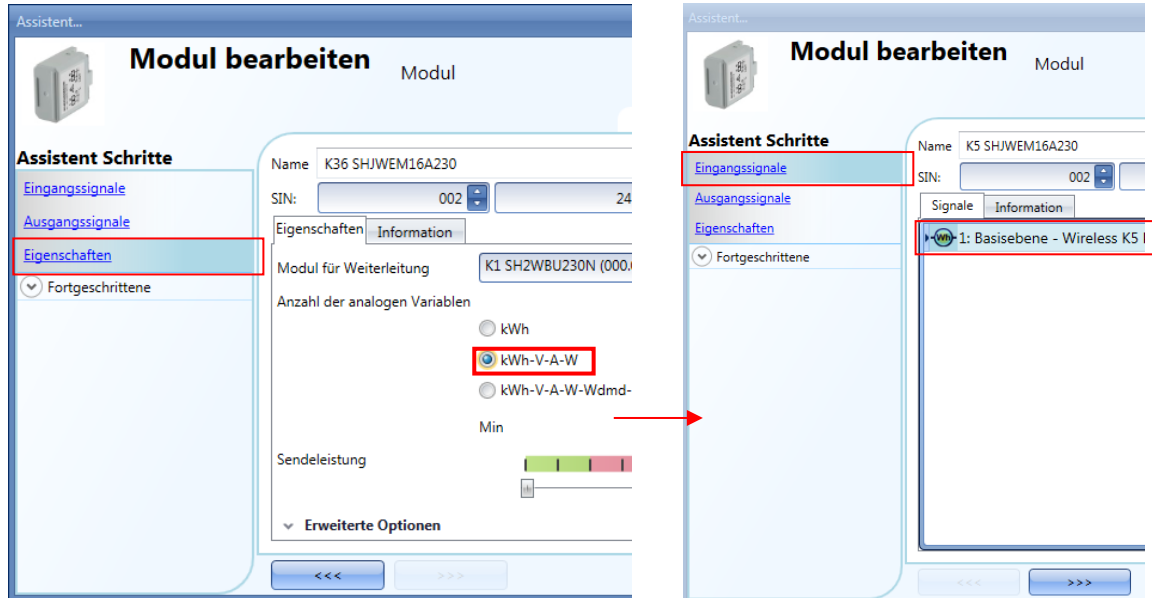 Assistent...
Modul bearbeiten Modul
Assistent Schritte
Eingangssignale
Ausgangssignale
Eigenschaften
Fortgeschrittene
Name K36 SHJWEM16A230
SIN: 002 24
Eigenschaften Information
Modul für Weiterleitung K1 SH2WBU230N (000.
Anzahl der analogen Variablen
kWh
kWh-V-A-W
kWh-V-A-W-Wdmd-
Min
Sendeleistung
Erweiterte Optionen
<<< >>>
Assistent...
Modul bearbeiten Modul
Assistent Schritte
Eingangssignale
Ausgangssignale
Eigenschaften
Fortgeschrittene
Name K5 SHJWEM16A230
SIN: 002
Signale Information
Wh 1: Basisebene - Wireless K5
<<< >>>